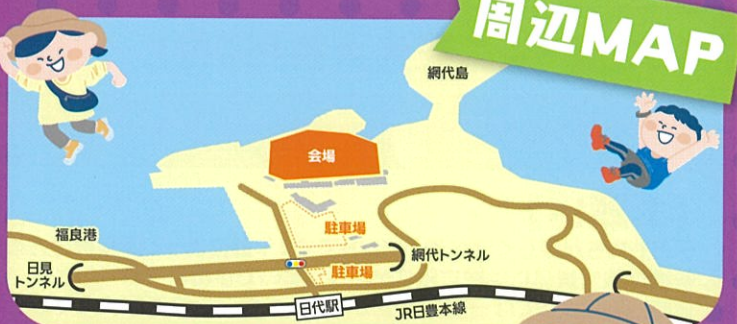 周辺MAP
網代島
会場
駐車場
福良港
網代トンネル
日見
トンネル
駐車場
日代駅
JR日豊本線